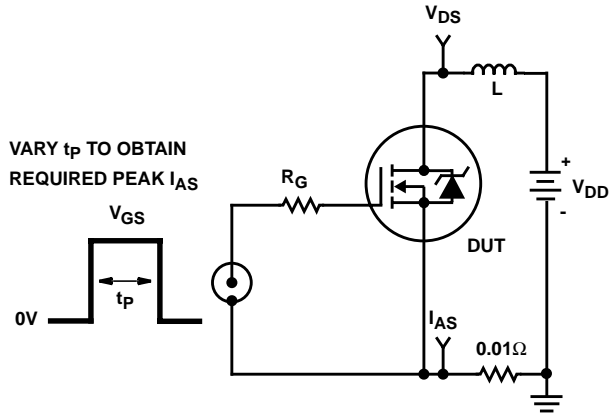 VDS
L
VARY tP TO OBTAIN
REQUIRED PEAK IAS
RG
+
VDD
-
VGS
DUT
tP
0V
IAS
0.01Ω